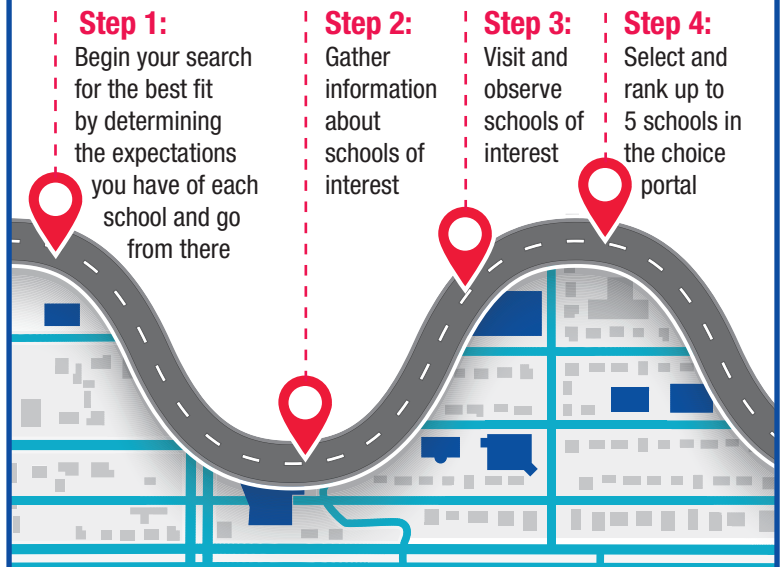 Step 1:
Begin your search
for the best fit
by determining
the expectations
you have of each
school and go
from there
Step 2:
Gather
information
about
schools of
interest
Step 3:
Visit and
observe
schools of
interest
Step 4:
Select and
rank up to
5 schools in
the choice
portal